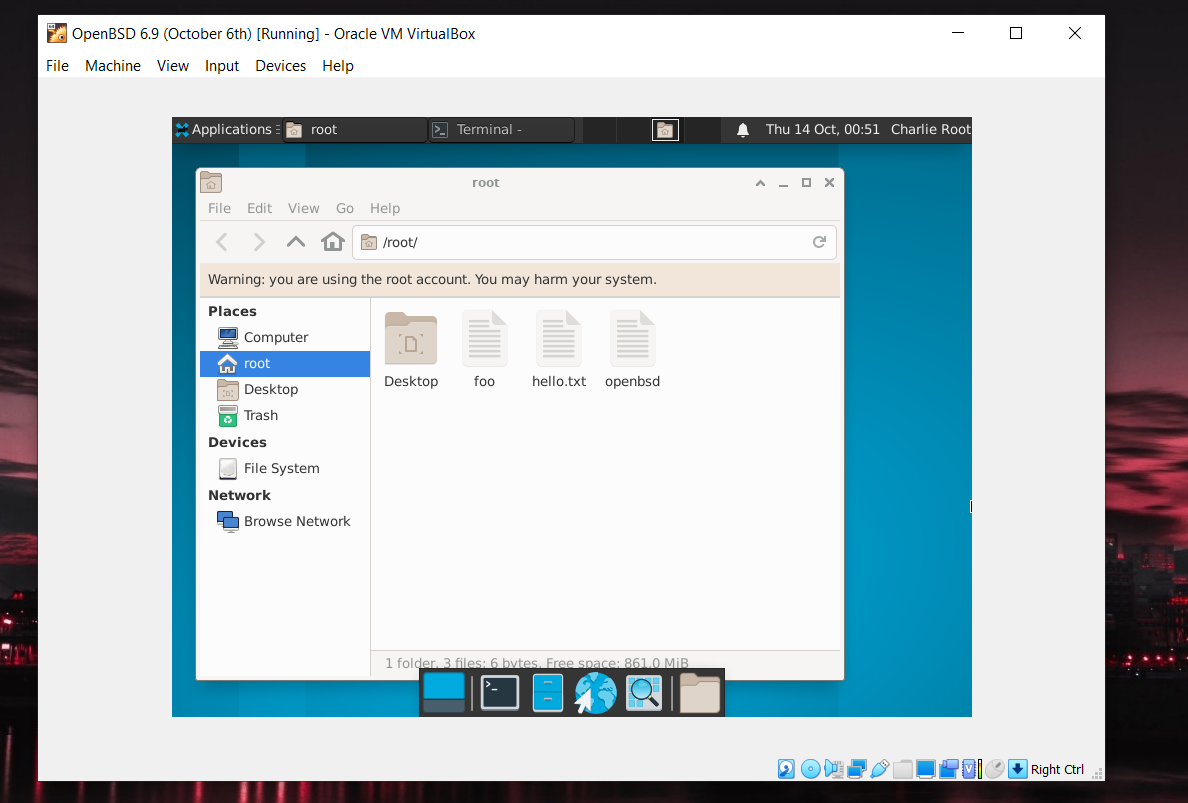 OpenBSD 6.9 (October 6th) [Running] - Oracle VM VirtualBox
File Machine View Input Devices Help
Applications root Terminal - Thu 14 Oct, 00:51 Charlie Root
root
File Edit View Go Help
/root/
Warning: you are using the root account. You may harm your system.
Places
Computer
root
Desktop
Trash
Devices
File System
Network
Browse Network
Desktop foo hello.txt openbsd
1 folder, 3 files: 6 bytes, Free space: 861.0 MiB
Right Ctrl